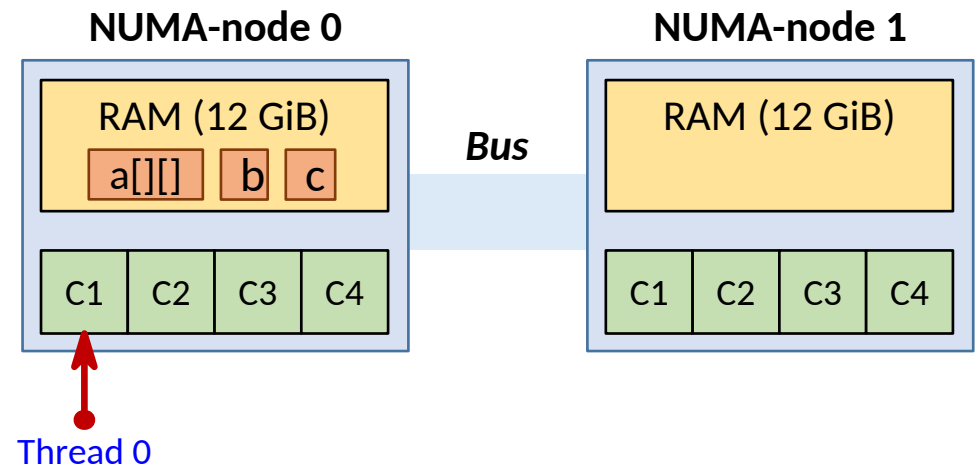 NUMA-node 0
NUMA-node 1
RAM (12 GiB)
a[][] b c
Bus
RAM (12 GiB)
C1 C2 C3 C4
C1 C2 C3 C4
Thread 0